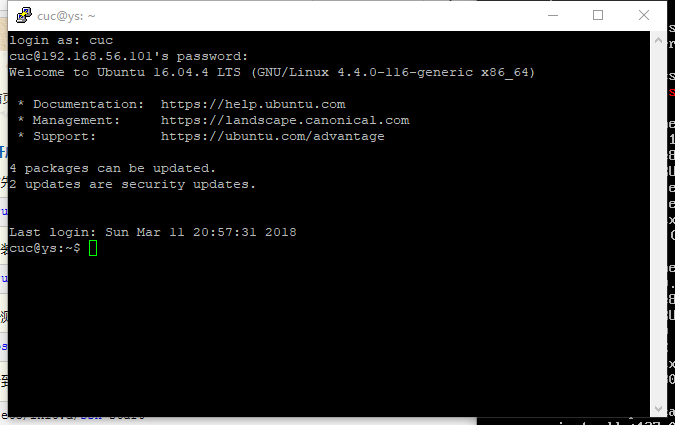 cuc@ys: ~
login as: cuc
cuc@192.168.56.101's password:
Welcome to Ubuntu 16.04.4 LTS (GNU/Linux 4.4.0-116-generic x86_64)
* Documentation:  https://help.ubuntu.com
* Management:     https://landscape.canonical.com
* Support:        https://ubuntu.com/advantage
4 packages can be updated.
2 updates are security updates.
Last login: Sun Mar 11 20:57:31 2018
cuc@ys:~$